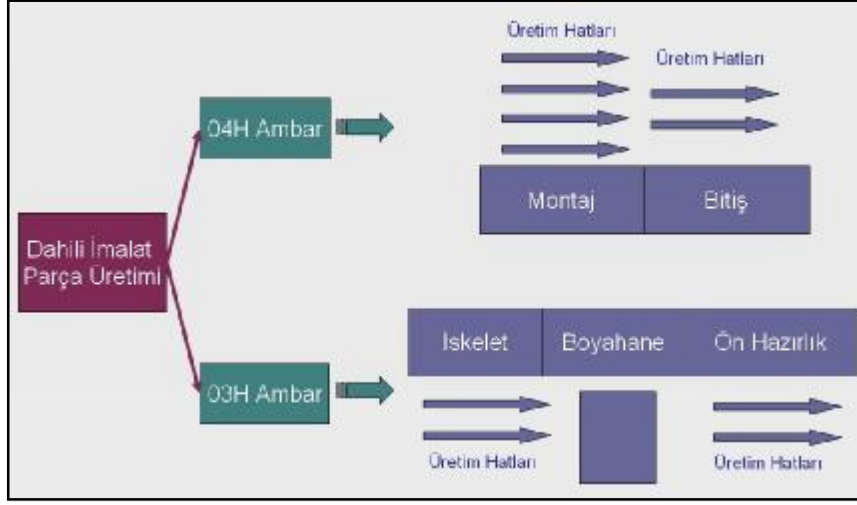 Üretim Hatları
Üretim Hatları
04H Ambar
Montaj
Bitiş
Dahili İmalat
Parça Üretimi
İskelet
Boyahane
Ön Hazırlık
03H Ambar
Üretim Hatları
Üretim Hatları